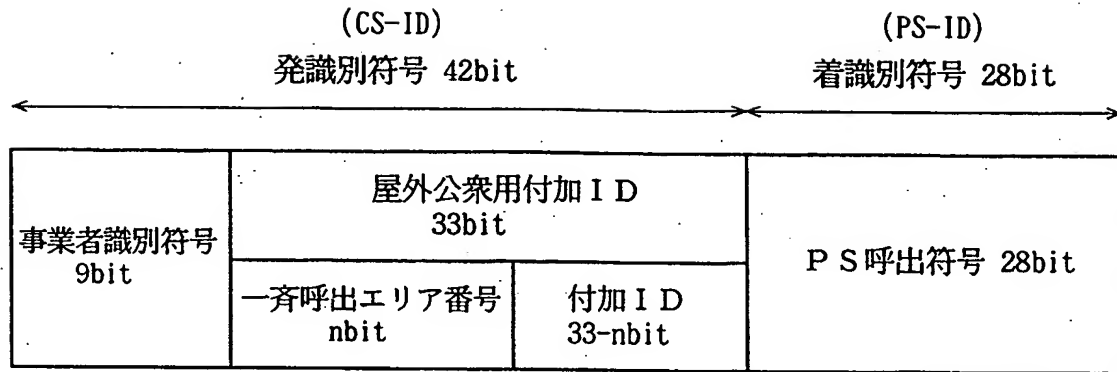 (CS-ID)
発識別符号 42bit
(PS-ID)
着識別符号 28bit
事業者識別符号
9bit
屋外公衆用付加ＩＤ
33bit
一斉呼出エリア番号
nbit
付加ＩＤ
33-nbit
ＰＳ呼出符号 28bit